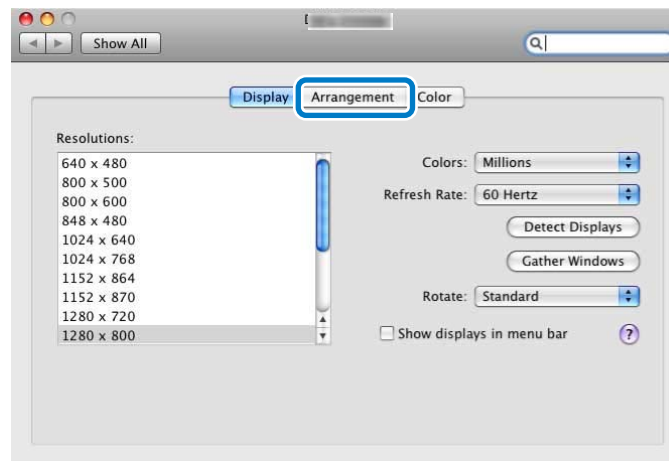 Show All
Display Arrangement Color
Resolutions:
640 x 480
800 x 500
800 x 600
848 x 480
1024 x 640
1024 x 768
1152 x 864
1152 x 870
1280 x 720
1280 x 800
Colors: Millions
Refresh Rate: 60 Hertz
Detect Displays
Gather Windows
Rotate: Standard
Show displays in menu bar ?